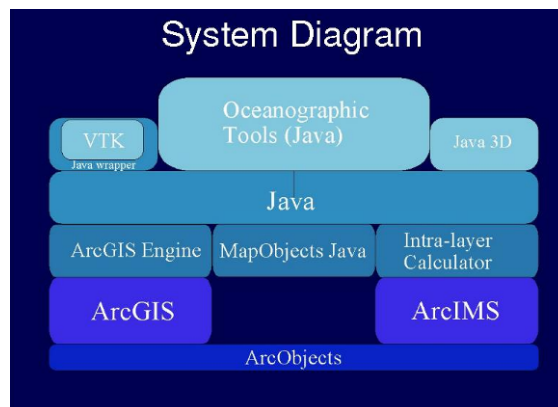 System Diagram
Oceanographic
Tools (Java)
VTK
Java wrapper
Java 3D
Java
ArcGIS Engine
MapObjects Java
Intra-layer
Calculator
ArcGIS
ArcIMS
ArcObjects